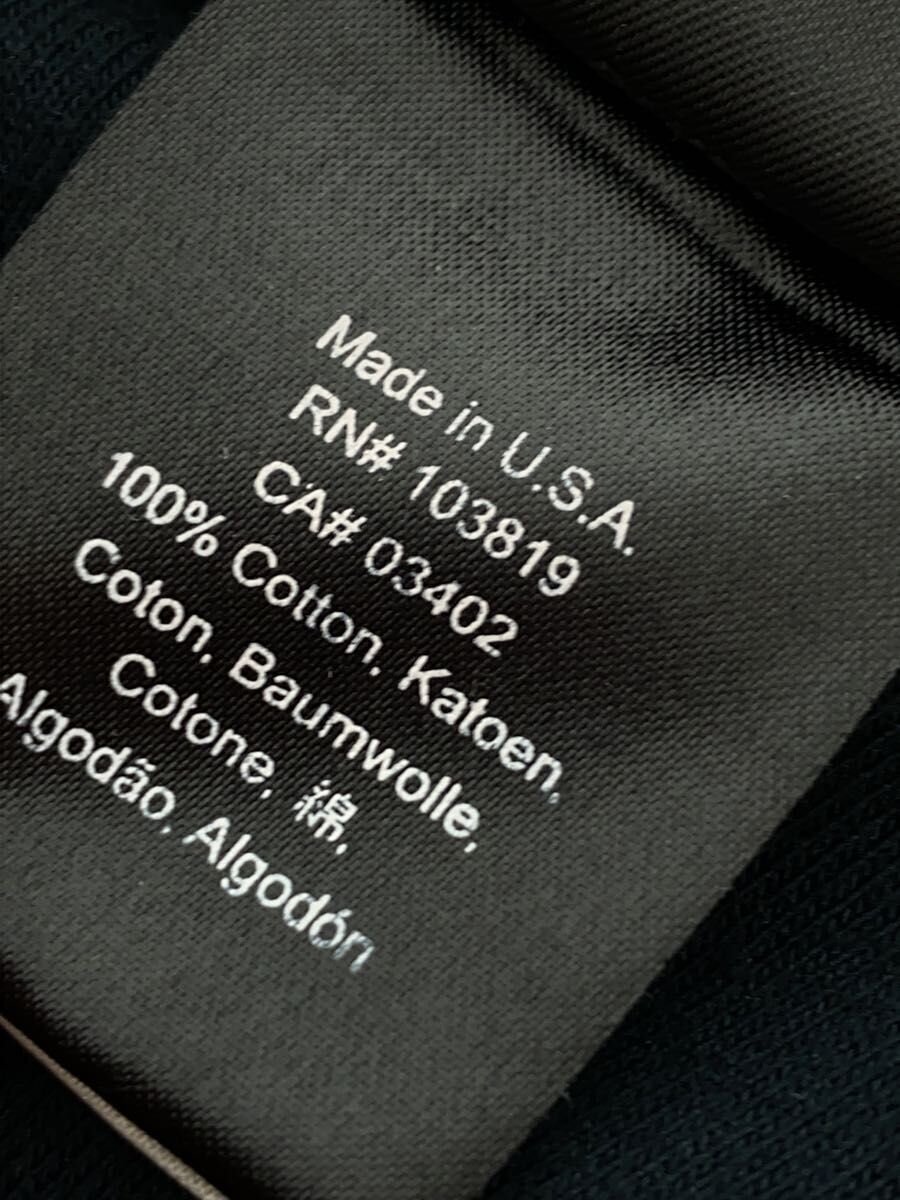 Made in U.S.A.
RN# 103819
CA# 03402
100% Cotton, Katoen,
Coton, Baumwolle,
Cotone, 綿,
Algodão, Algodón